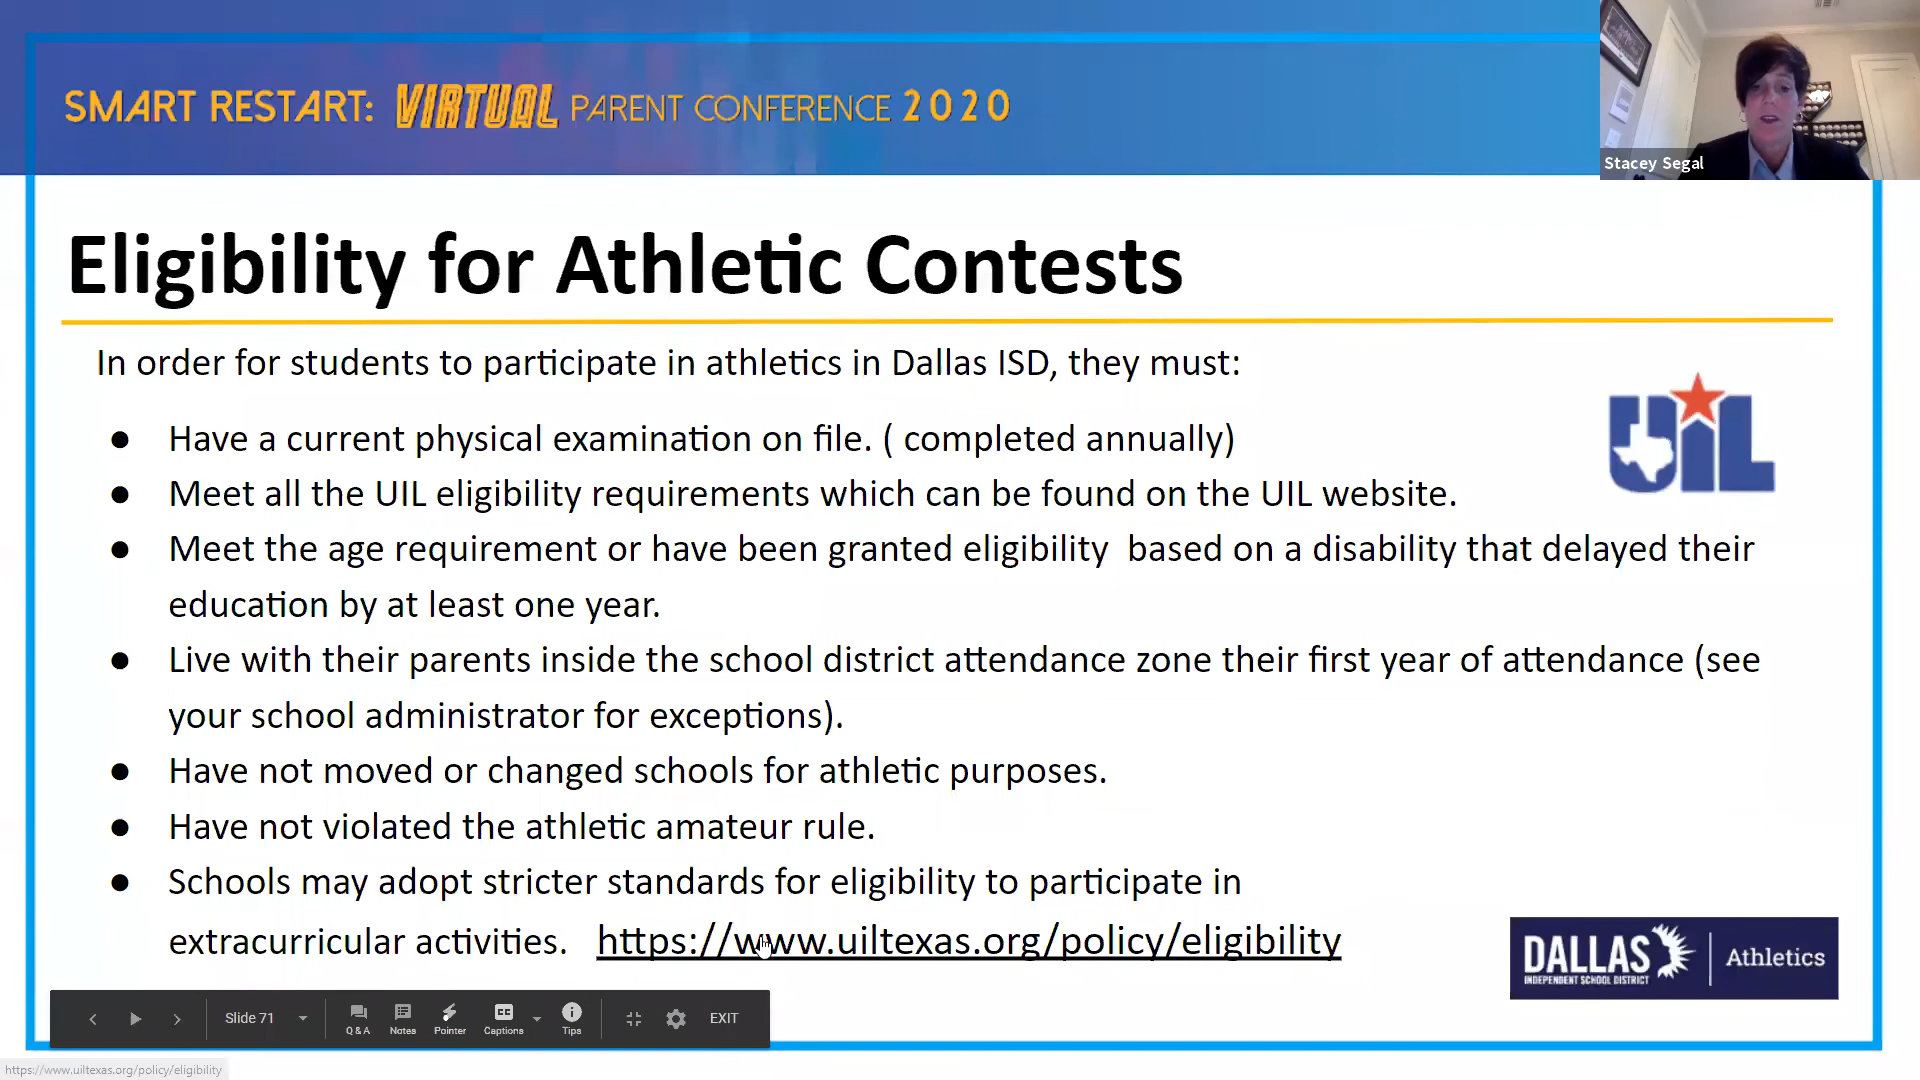 SMART RESTART: VIRTUAL PARENT CONFERENCE 2020
Stacey Segal
Eligibility for Athletic Contests
In order for students to participate in athletics in Dallas ISD, they must:
● Have a current physical examination on file. ( completed annually)
● Meet all the UIL eligibility requirements which can be found on the UIL website.
● Meet the age requirement or have been granted eligibility  based on a disability that delayed their
education by at least one year.
● Live with their parents inside the school district attendance zone their first year of attendance (see
your school administrator for exceptions).
● Have not moved or changed schools for athletic purposes.
● Have not violated the athletic amateur rule.
● Schools may adopt stricter standards for eligibility to participate in
extracurricular activities.   https://www.uiltexas.org/policy/eligibility
UIL
DALLAS
INDEPENDENT SCHOOL DISTRICT
Athletics
Slide 71
Q & A
Notes
Pointer
CC
Captions
Tips
EXIT
https://www.uiltexas.org/policy/eligibility